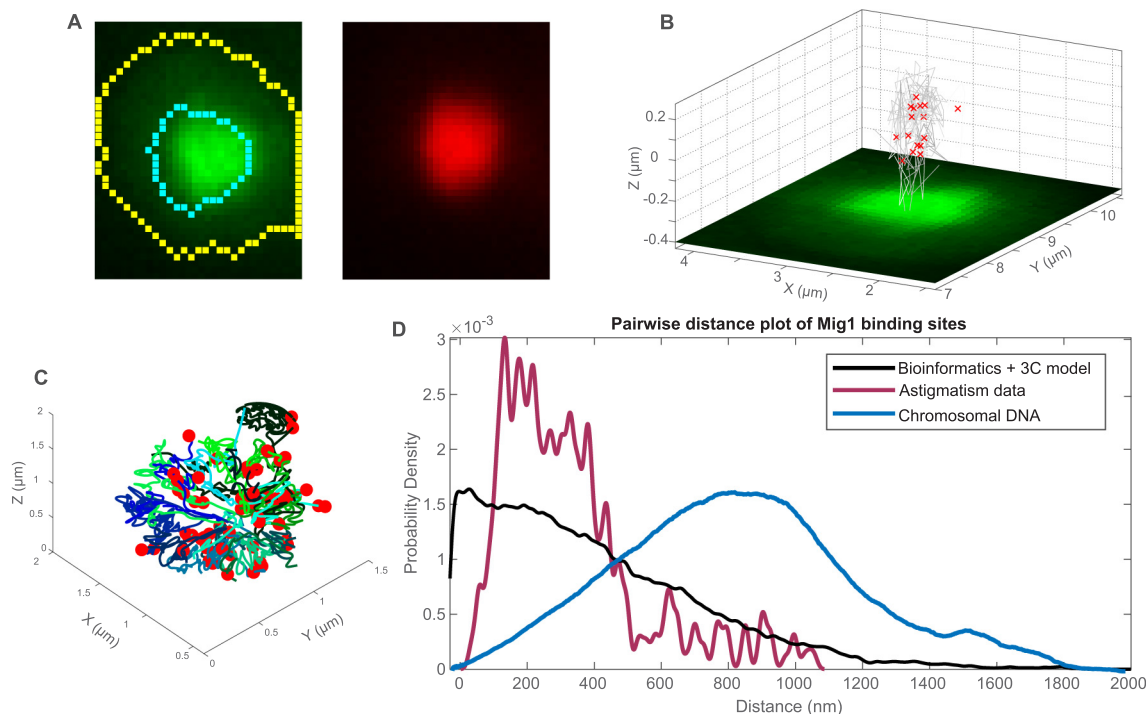 A
B
0.2
0
-0.2
-0.4
Z (µm)
4
3
2
X (µm)
7
8
9
10
Y (µm)
C
2
1.5
1
0.5
0
Z (µm)
2
1.5
1
0.5
X (µm)
0
0.5
1
1.5
Y (µm)
D
×10⁻³
Pairwise distance plot of Mig1 binding sites
3
2.5
2
1.5
1
0.5
0
Probability Density
Bioinformatics + 3C model
Astigmatism data
Chromosomal DNA
0 200 400 600 800 1000 1200 1400 1600 1800 2000
Distance (nm)